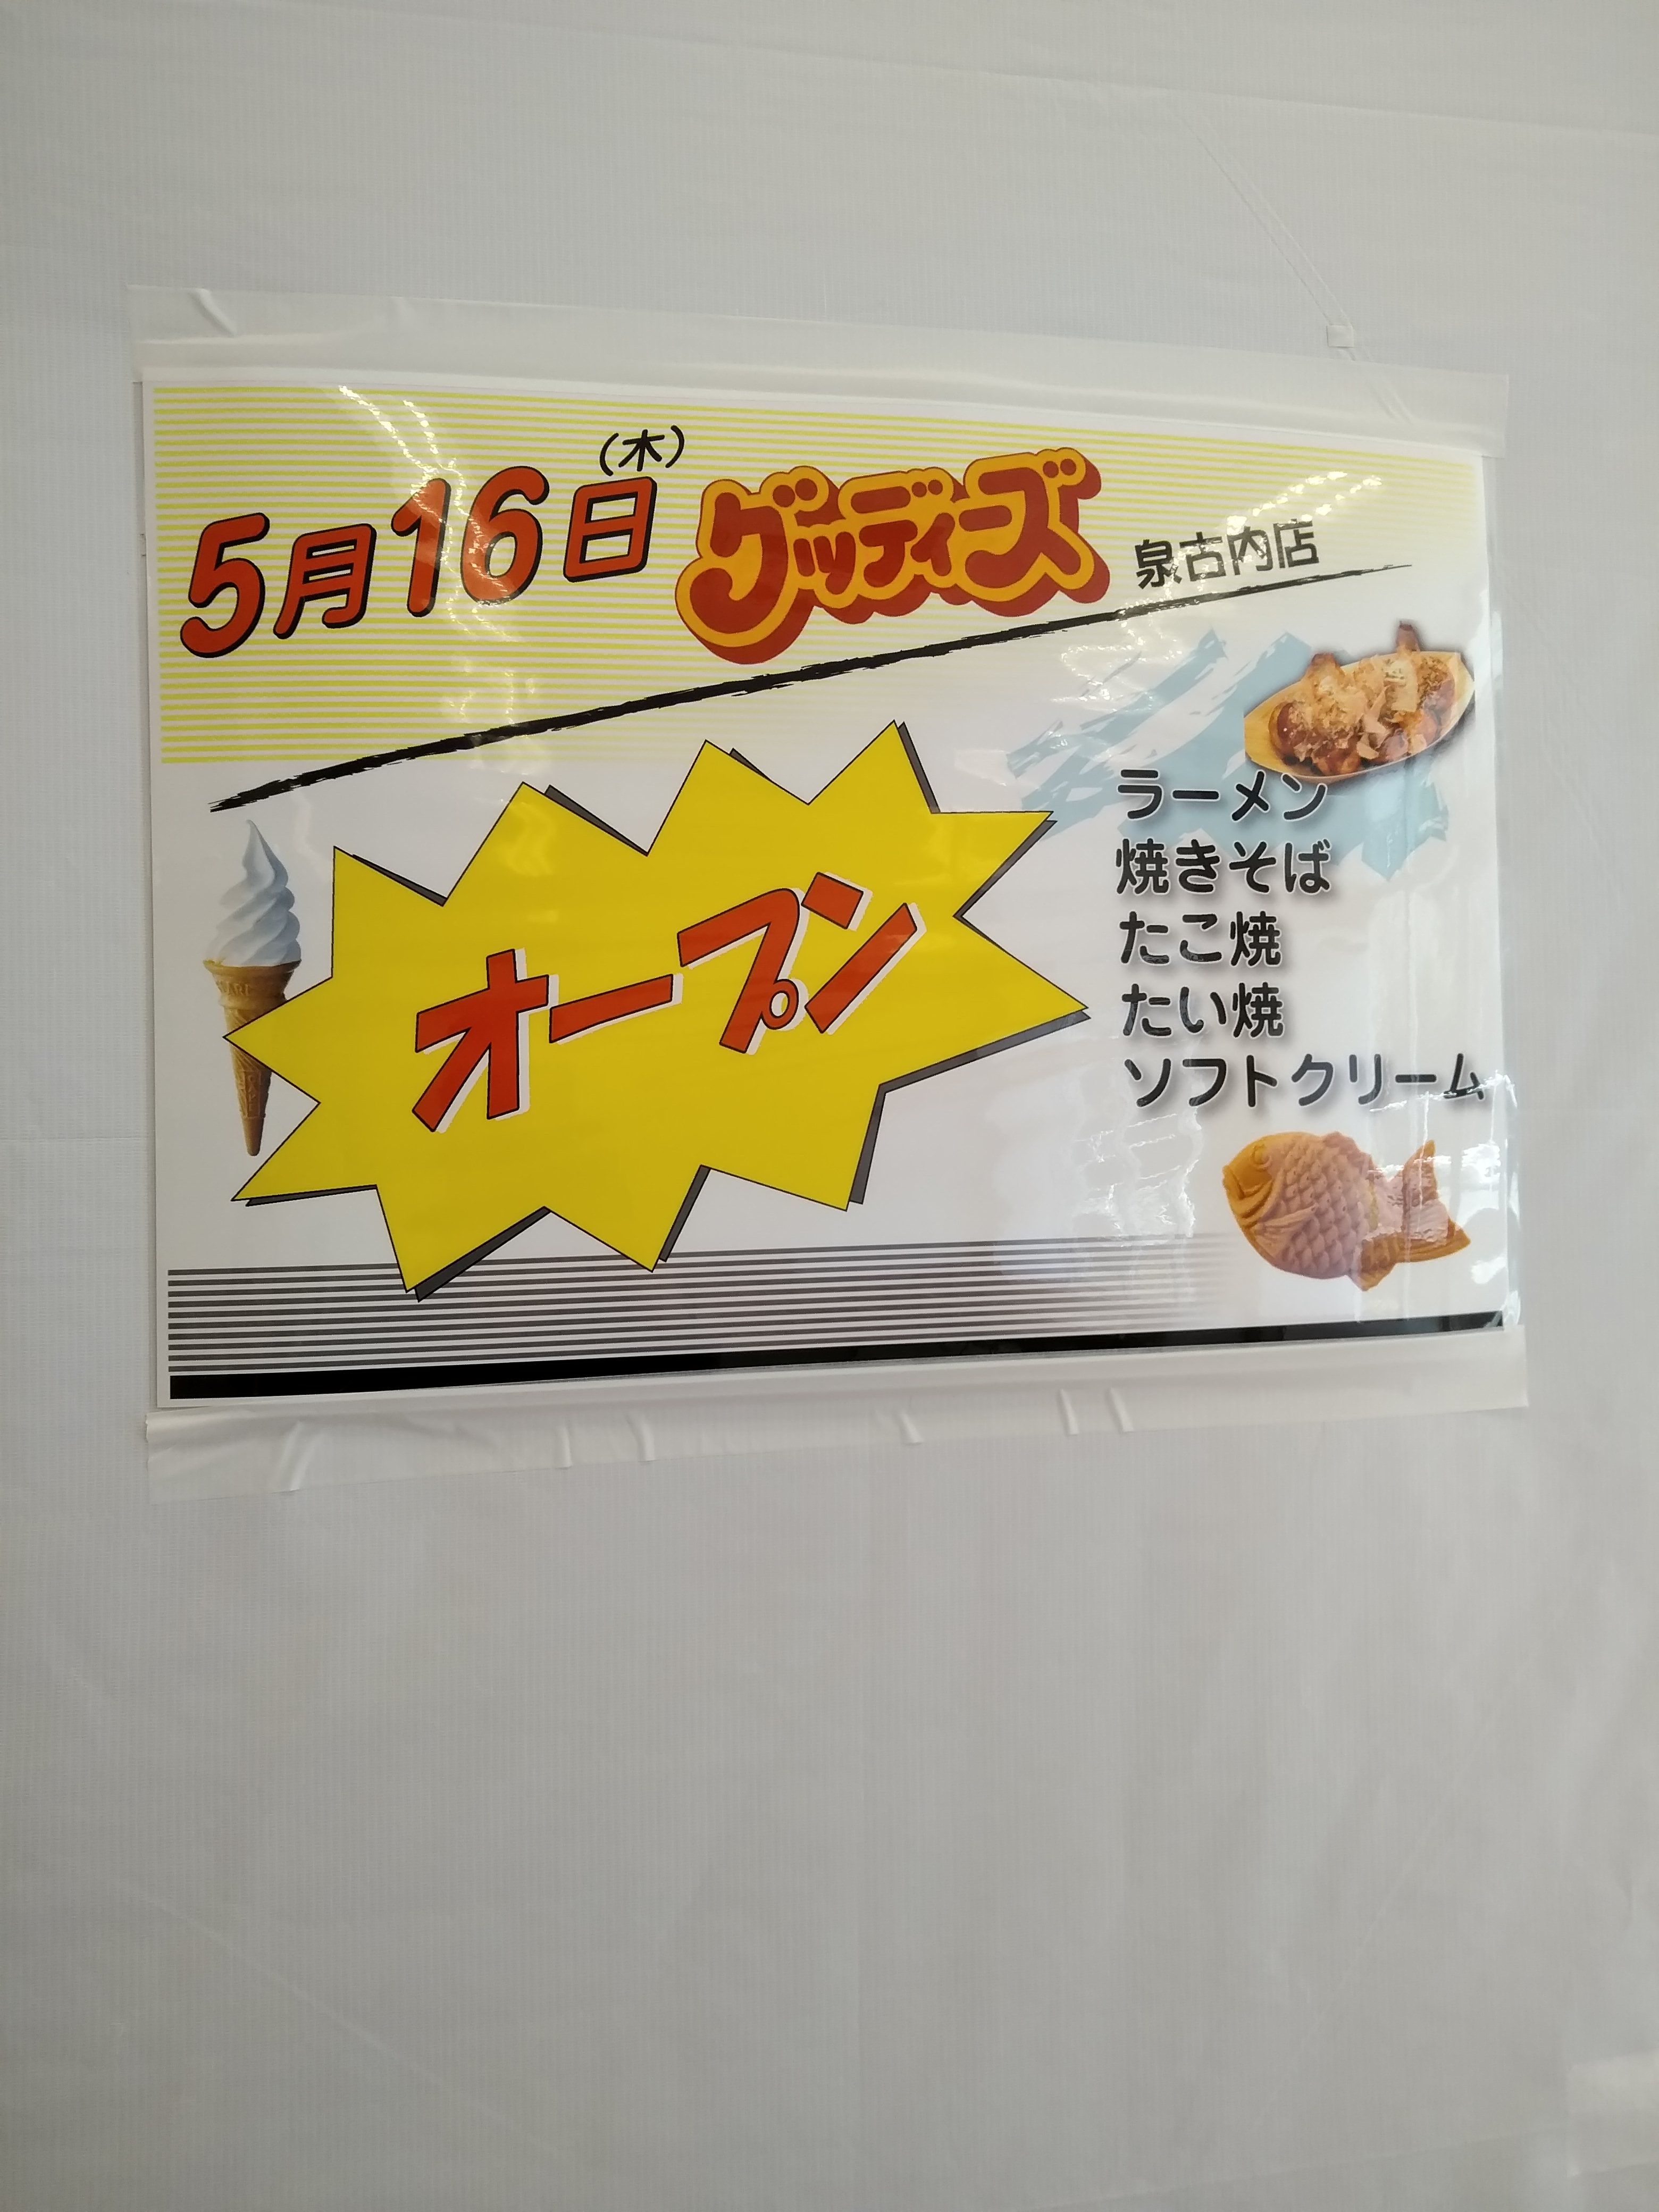 5月16日(木) グッディーズ 泉古内店
オープン
ラーメン
焼きそば
たこ焼
たい焼
ソフトクリーム